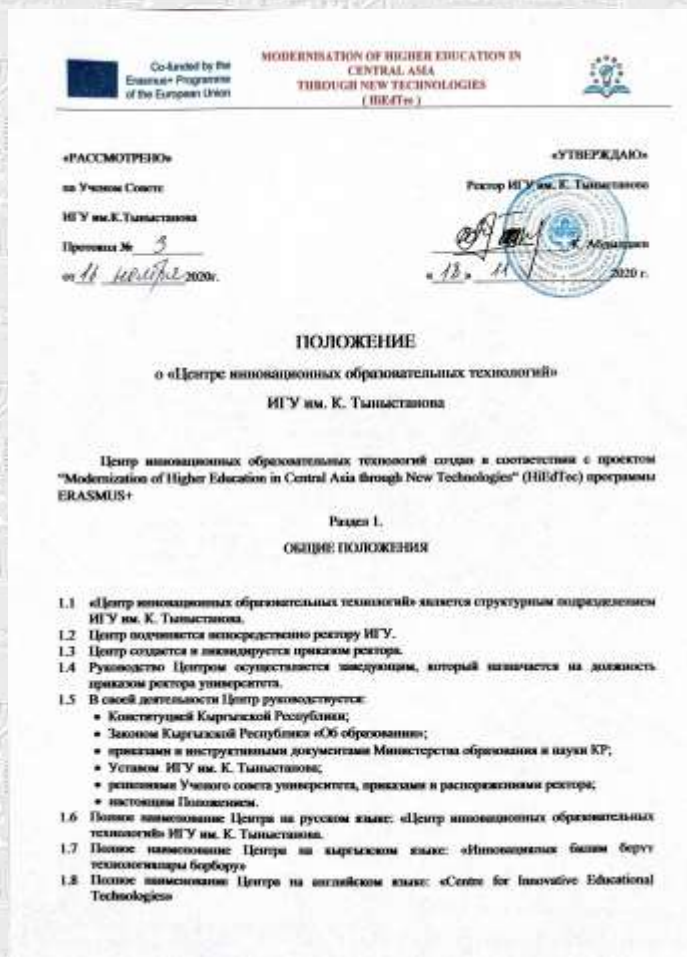 Co-funded by the
Erasmus+ Programme
of the European Union
MODERNISATION OF HIGHER EDUCATION IN
CENTRAL ASIA
THROUGH NEW TECHNOLOGIES
( HiEdTec )
«РАССМОТРЕНО»
на Ученом Совете
ИГУ им.К.Тыныстанова
Протокол № 3
от 16 ноября 2020г.
«УТВЕРЖДАЮ»
Ректор ИГУ им. К. Тыныстанова
К. Абдылдаев
« 18 » 11 2020 г.
ПОЛОЖЕНИЕ
о «Центре инновационных образовательных технологий»
ИГУ им. К. Тыныстанова
Центр инновационных образовательных технологий создан в соответствии с проектом
"Modernization of Higher Education in Central Asia through New Technologies" (HiEdTec) программы
ERASMUS+
Раздел 1.
ОБЩИЕ ПОЛОЖЕНИЯ
1.1 «Центр инновационных образовательных технологий» является структурным подразделением
ИГУ им. К. Тыныстанова.
1.2 Центр подчиняется непосредственно ректору ИГУ.
1.3 Центр создается и ликвидируется приказом ректора.
1.4 Руководство Центром осуществляется заведующим, который назначается на должность
приказом ректора университета.
1.5 В своей деятельности Центр руководствуется:
• Конституцией Кыргызской Республики;
• Законом Кыргызской Республики «Об образовании»;
• приказами и инструктивными документами Министерства образования и науки КР;
• Уставом ИГУ им. К. Тыныстанова;
• решениями Ученого совета университета, приказами и распоряжениями ректора;
• настоящим Положением.
1.6 Полное наименование Центра на русском языке: «Центр инновационных образовательных
технологий» ИГУ им. К. Тыныстанова.
1.7 Полное наименование Центра на кыргызском языке: «Инновациялык билим берүү
технологиялары борбору»
1.8 Полное наименование Центра на английском языке: «Centre for Innovative Educational
Technologies»